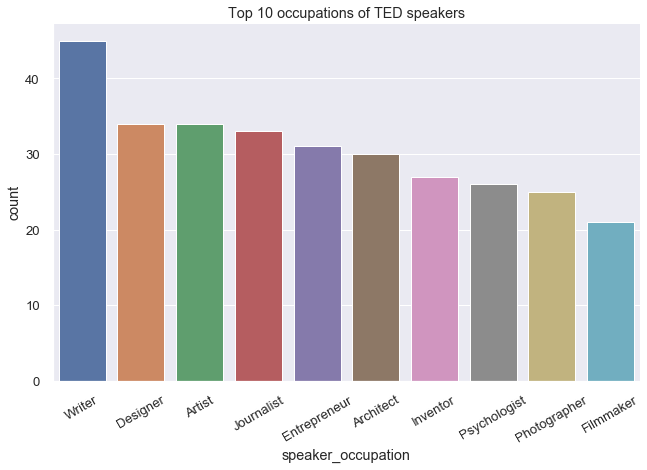 Top 10 occupations of TED speakers
count
40
30
20
10
0
Writer
Designer
Artist
Journalist
Entrepreneur
Architect
Inventor
Psychologist
Photographer
Filmmaker
speaker_occupation